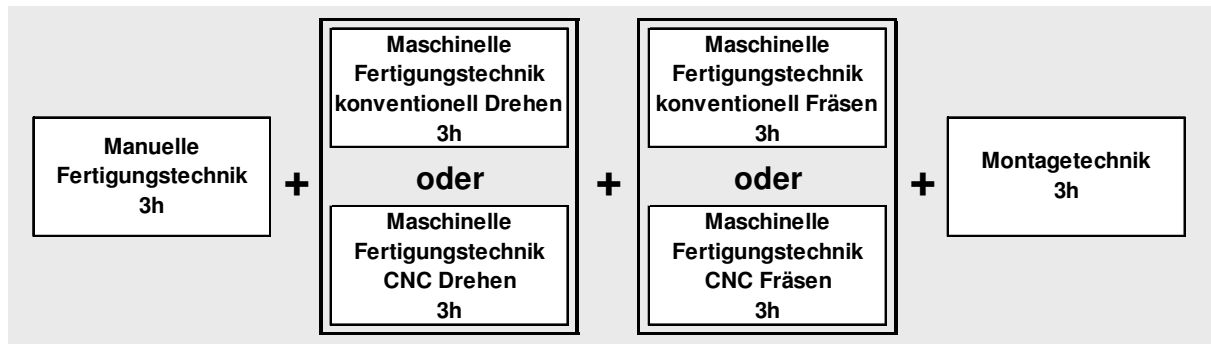 Manuelle
Fertigungstechnik
3h
+
Maschinelle
Fertigungstechnik
konventionell Drehen
3h
oder
Maschinelle
Fertigungstechnik
CNC Drehen
3h
+
Maschinelle
Fertigungstechnik
konventionell Fräsen
3h
oder
Maschinelle
Fertigungstechnik
CNC Fräsen
3h
+
Montagetechnik
3h